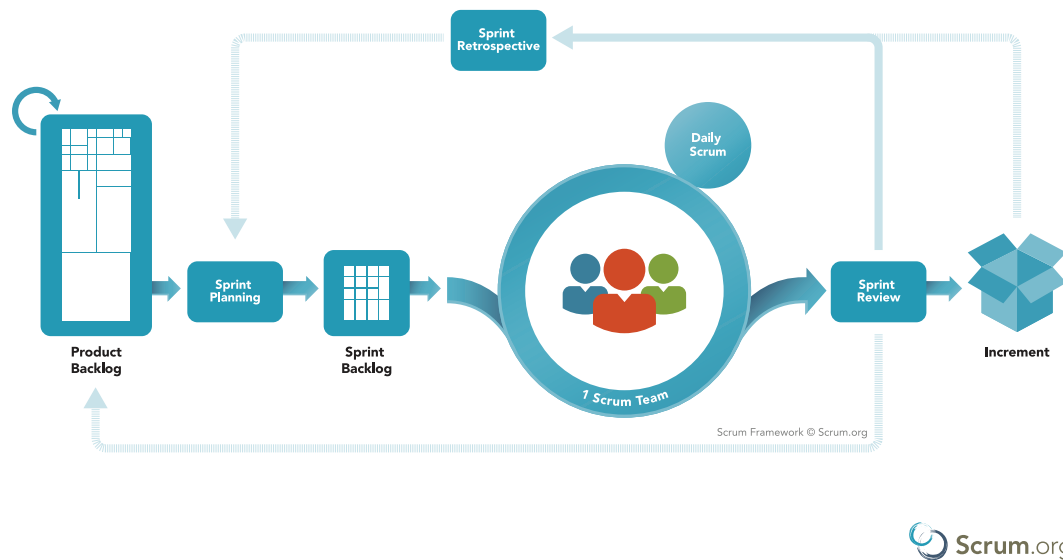 Sprint
Retrospective
Daily
Scrum
Sprint
Planning
Sprint
Review
Product
Backlog
Sprint
Backlog
Increment
1 Scrum Team
Scrum Framework © Scrum.org
Scrum.org